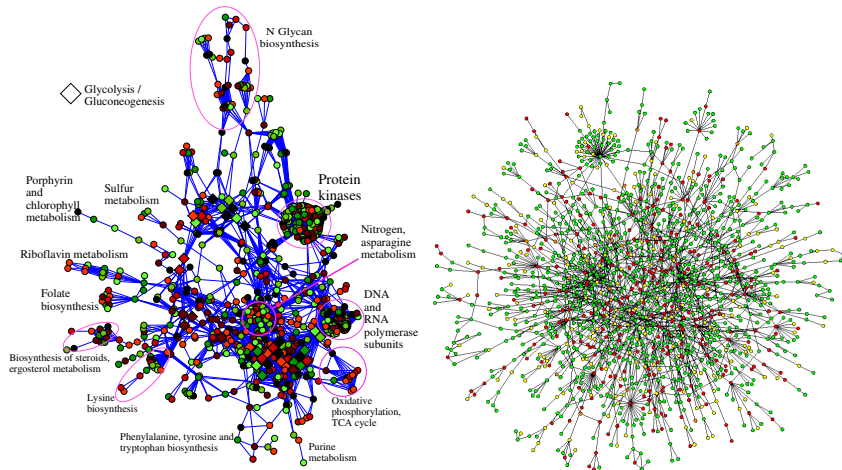 N Glycan
biosynthesis
Glycolysis /
Gluconeogenesis
Porphyrin
and
chlorophyll
metabolism
Sulfur
metabolism
Protein
kinases
Nitrogen,
asparagine
metabolism
Riboflavin metabolism
Folate
biosynthesis
DNA
and
RNA
polymerase
subunits
Biosynthesis of steroids,
ergosterol metabolism
Lysine
biosynthesis
Oxidative
phosphorylation,
TCA cycle
Phenylalanine, tyrosine and
tryptophan biosynthesis
Purine
metabolism